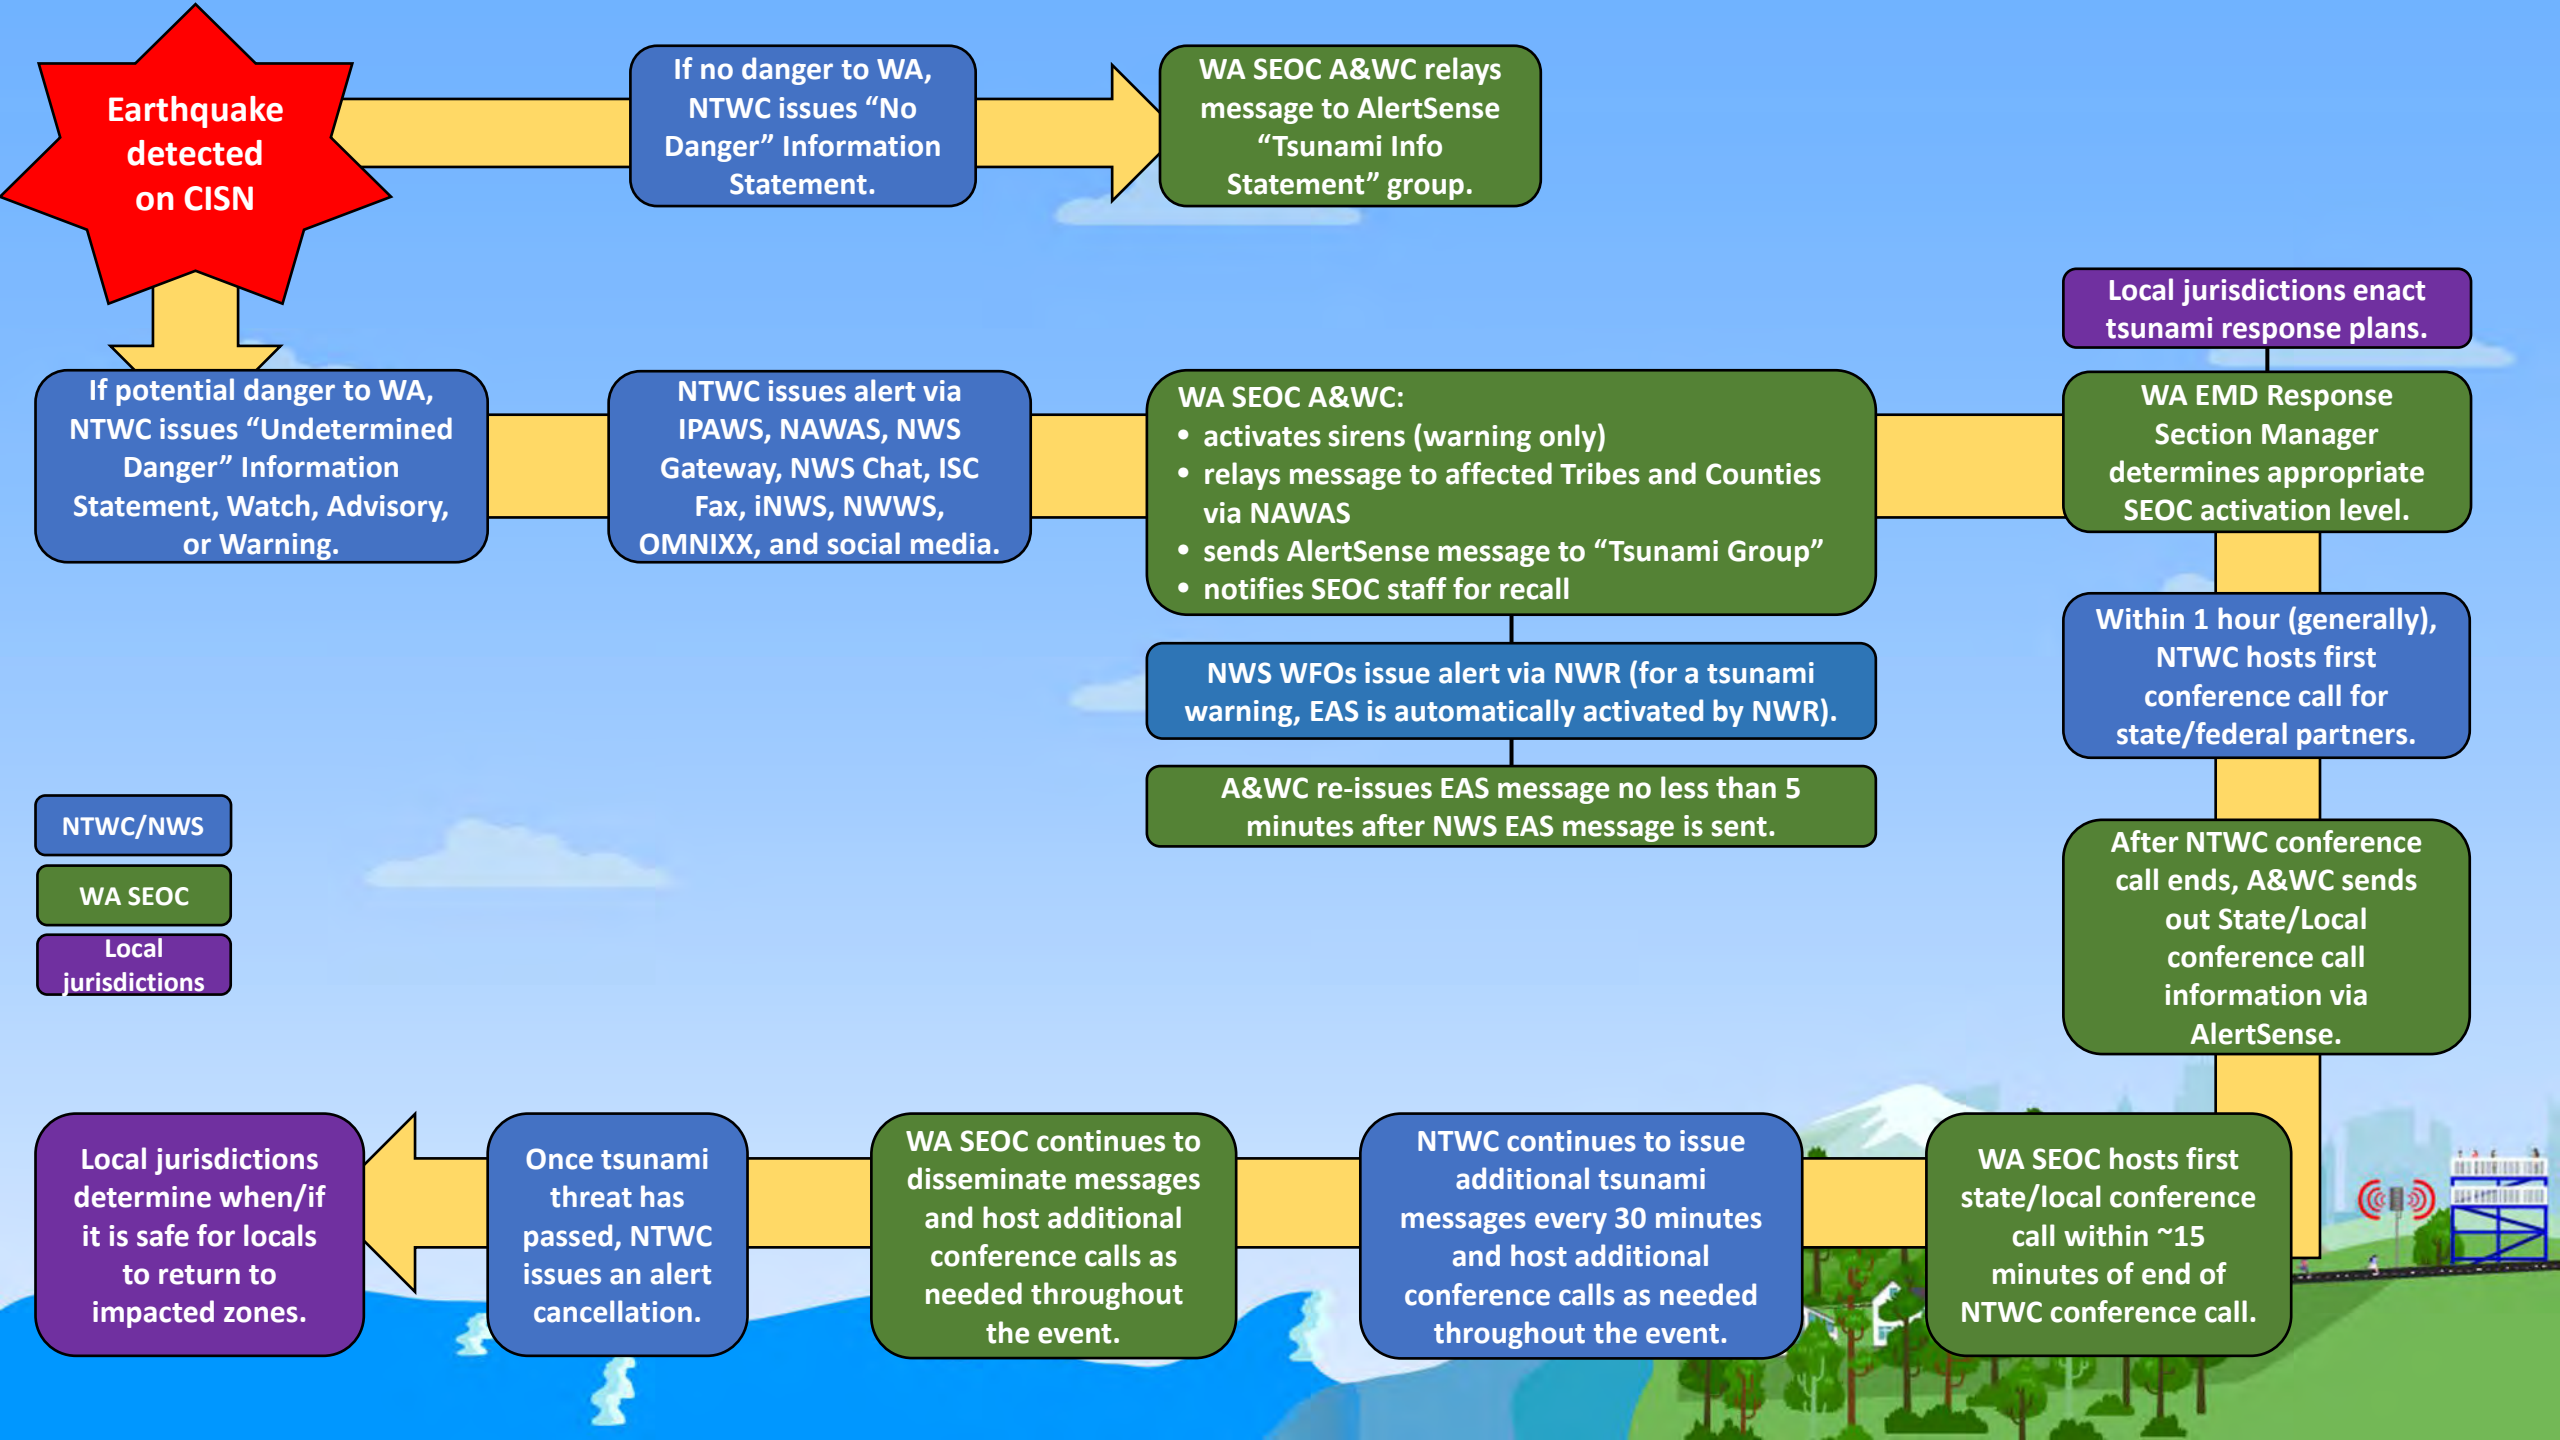 Earthquake
detected
on CISN
If no danger to WA,
NTWC issues “No
Danger” Information
Statement.
WA SEOC A&WC relays
message to AlertSense
“Tsunami Info
Statement” group.
If potential danger to WA,
NTWC issues “Undetermined
Danger” Information
Statement, Watch, Advisory,
or Warning.
NTWC issues alert via
IPAWS, NAWAS, NWS
Gateway, NWS Chat, ISC
Fax, iNWS, NWWS,
OMNIXX, and social media.
WA SEOC A&WC:
• activates sirens (warning only)
• relays message to affected Tribes and Counties
via NAWAS
• sends AlertSense message to “Tsunami Group”
• notifies SEOC staff for recall
NWS WFOs issue alert via NWR (for a tsunami
warning, EAS is automatically activated by NWR).
A&WC re-issues EAS message no less than 5
minutes after NWS EAS message is sent.
Local jurisdictions enact
tsunami response plans.
WA EMD Response
Section Manager
determines appropriate
SEOC activation level.
Within 1 hour (generally),
NTWC hosts first
conference call for
state/federal partners.
After NTWC conference
call ends, A&WC sends
out State/Local
conference call
information via
AlertSense.
NTWC/NWS
WA SEOC
Local
jurisdictions
WA SEOC hosts first
state/local conference
call within ~15
minutes of end of
NTWC conference call.
NTWC continues to issue
additional tsunami
messages every 30 minutes
and host additional
conference calls as needed
throughout the event.
WA SEOC continues to
disseminate messages
and host additional
conference calls as
needed throughout
the event.
Once tsunami
threat has
passed, NTWC
issues an alert
cancellation.
Local jurisdictions
determine when/if
it is safe for locals
to return to
impacted zones.